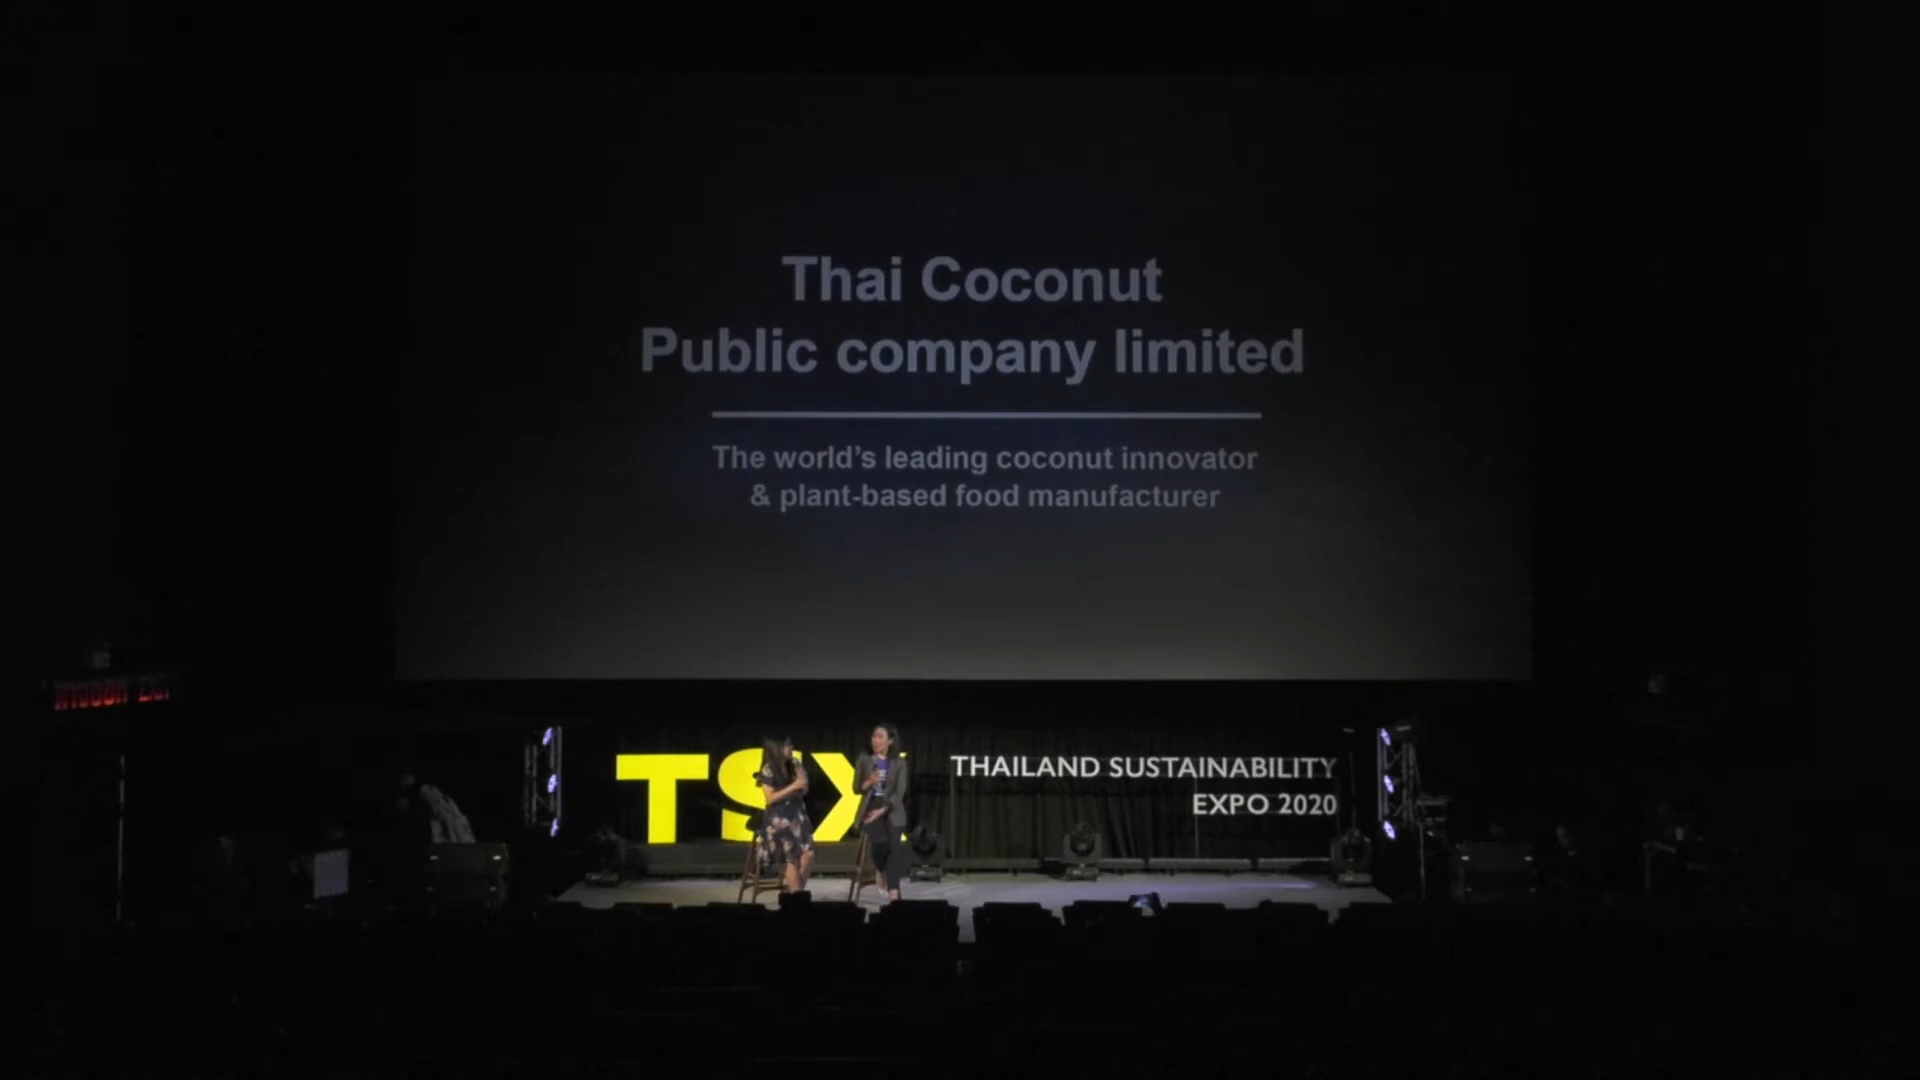 Thai Coconut
Public company limited
The world's leading coconut innovator
& plant-based food manufacturer
TSX
THAILAND SUSTAINABILITY
EXPO 2020